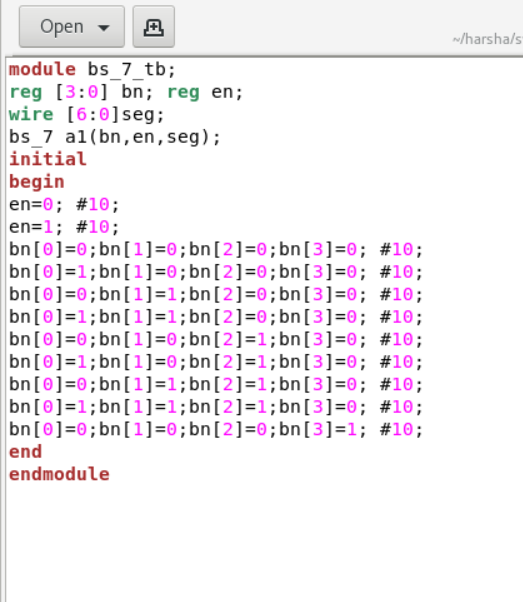 Open
~/harsha/s
module bs_7_tb;
reg [3:0] bn; reg en;
wire [6:0]seg;
bs_7 a1(bn,en,seg);
initial
begin
en=0; #10;
en=1; #10;
bn[0]=0;bn[1]=0;bn[2]=0;bn[3]=0; #10;
bn[0]=1;bn[1]=0;bn[2]=0;bn[3]=0; #10;
bn[0]=0;bn[1]=1;bn[2]=0;bn[3]=0; #10;
bn[0]=1;bn[1]=1;bn[2]=0;bn[3]=0; #10;
bn[0]=0;bn[1]=0;bn[2]=1;bn[3]=0; #10;
bn[0]=1;bn[1]=0;bn[2]=1;bn[3]=0; #10;
bn[0]=0;bn[1]=1;bn[2]=1;bn[3]=0; #10;
bn[0]=1;bn[1]=1;bn[2]=1;bn[3]=0; #10;
bn[0]=0;bn[1]=0;bn[2]=0;bn[3]=1; #10;
end
endmodule